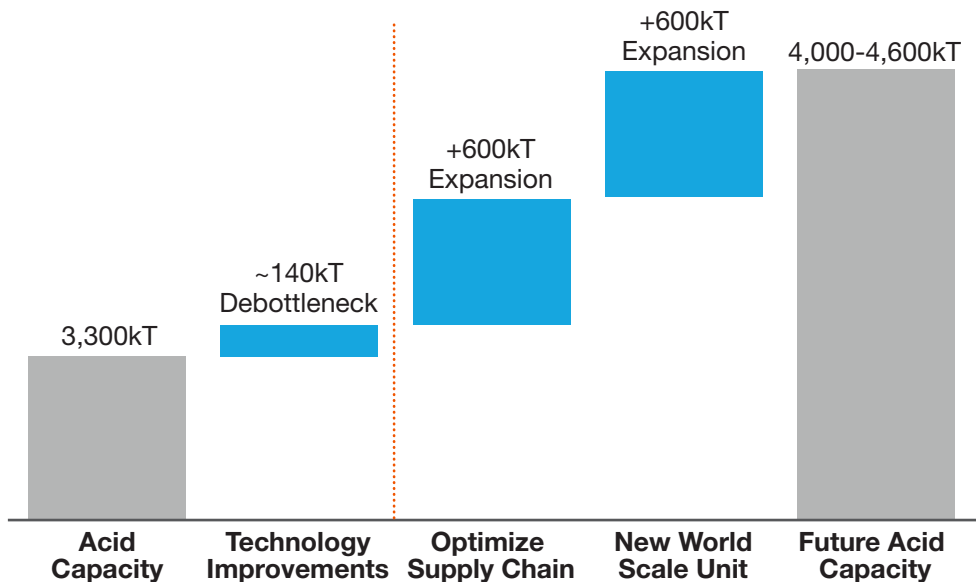 3,300kT
~140kT
Debottleneck
+600kT
Expansion
+600kT
Expansion
4,000-4,600kT
Acid
Capacity
Technology
Improvements
Optimize
Supply Chain
New World
Scale Unit
Future Acid
Capacity